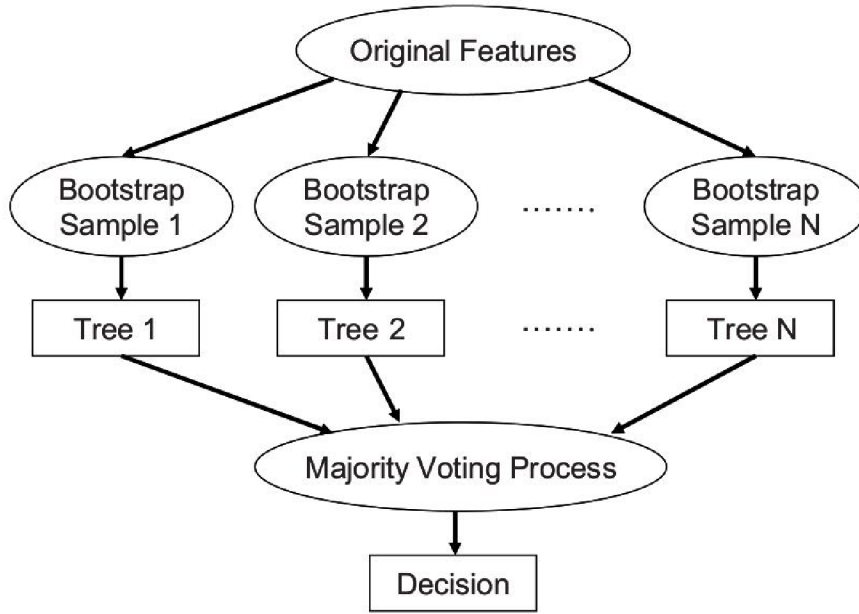 Original Features
Bootstrap
Sample 1
Bootstrap
Sample 2
.......
Bootstrap
Sample N
Tree 1
Tree 2
.......
Tree N
Majority Voting Process
Decision